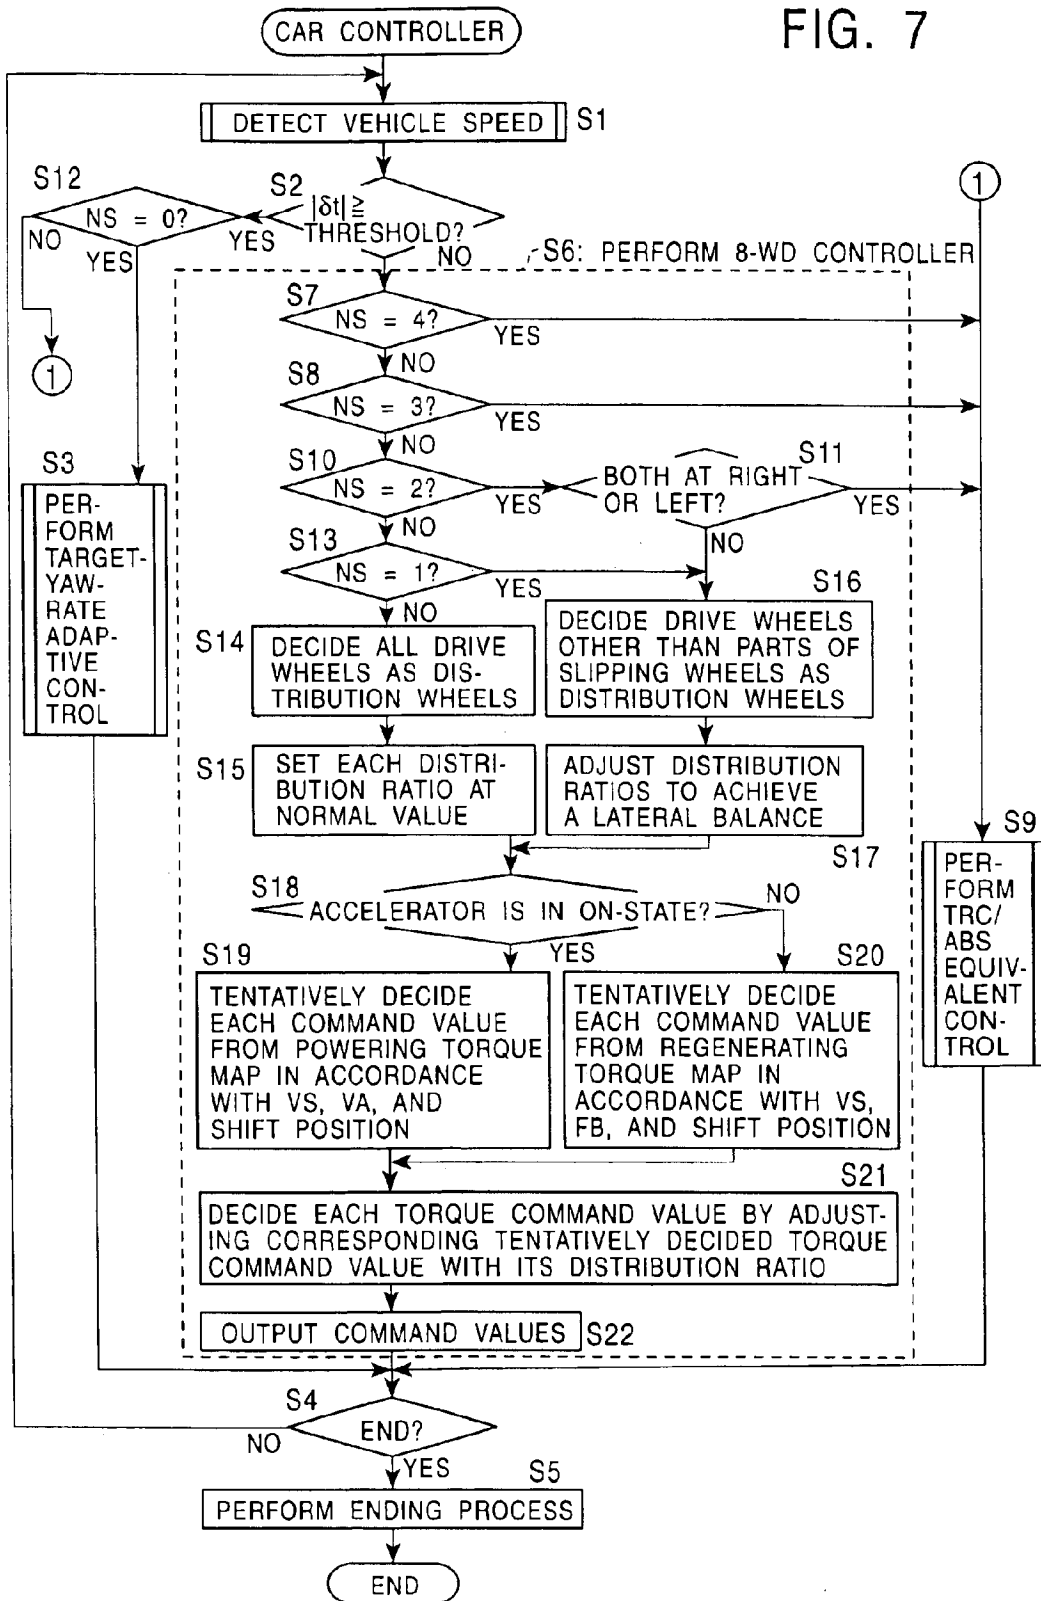 FIG. 7
CAR CONTROLLER
DETECT VEHICLE SPEED
S1
S12
NS = 0?
NO
YES
S2
|δt| ≧
THRESHOLD?
YES
NO
1
S6: PERFORM 8-WD CONTROLLER
S7
NS = 4?
YES
NO
1
S8
NS = 3?
YES
NO
S10
NS = 2?
YES
NO
S11
BOTH AT RIGHT
OR LEFT?
YES
NO
S3
PER-
FORM
TARGET-
YAW-
RATE
ADAP-
TIVE
CON-
TROL
S13
NS = 1?
YES
NO
S14
DECIDE ALL DRIVE
WHEELS AS DIS-
TRIBUTION WHEELS
S16
DECIDE DRIVE WHEELS
OTHER THAN PARTS OF
SLIPPING WHEELS AS
DISTRIBUTION WHEELS
S15
SET EACH DISTRI-
BUTION RATIO AT
NORMAL VALUE
ADJUST DISTRIBUTION
RATIOS TO ACHIEVE
A LATERAL BALANCE
S17
S9
PER-
FORM
TRC/
ABS
EQUIV-
ALENT
CON-
TROL
S18
ACCELERATOR IS IN ON-STATE?
NO
YES
S19
TENTATIVELY DECIDE
EACH COMMAND VALUE
FROM POWERING TORQUE
MAP IN ACCORDANCE
WITH VS, VA, AND
SHIFT POSITION
S20
TENTATIVELY DECIDE
EACH COMMAND VALUE
FROM REGENERATING
TORQUE MAP IN
ACCORDANCE WITH VS,
FB, AND SHIFT POSITION
S21
DECIDE EACH TORQUE COMMAND VALUE BY ADJUST-
ING CORRESPONDING TENTATIVELY DECIDED TORQUE
COMMAND VALUE WITH ITS DISTRIBUTION RATIO
OUTPUT COMMAND VALUES
S22
S4
END?
NO
YES
S5
PERFORM ENDING PROCESS
END